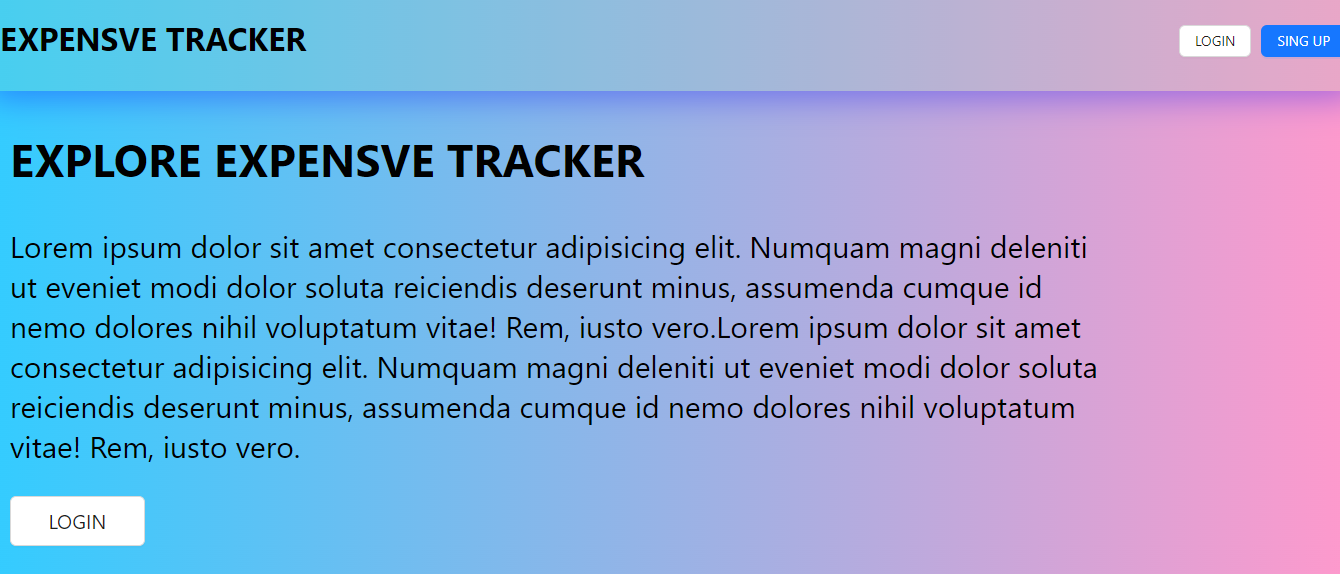 EXPENSVE TRACKER
LOGIN
SING UP
EXPLORE EXPENSVE TRACKER
Lorem ipsum dolor sit amet consectetur adipisicing elit. Numquam magni deleniti
ut eveniet modi dolor soluta reiciendis deserunt minus, assumenda cumque id
nemo dolores nihil voluptatum vitae! Rem, iusto vero.Lorem ipsum dolor sit amet
consectetur adipisicing elit. Numquam magni deleniti ut eveniet modi dolor soluta
reiciendis deserunt minus, assumenda cumque id nemo dolores nihil voluptatum
vitae! Rem, iusto vero.
LOGIN